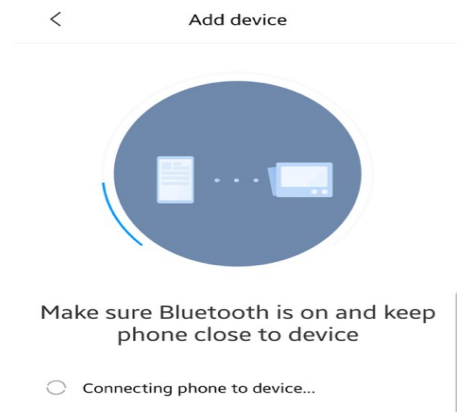 Add device
Make sure Bluetooth is on and keep
phone close to device
Connecting phone to device...